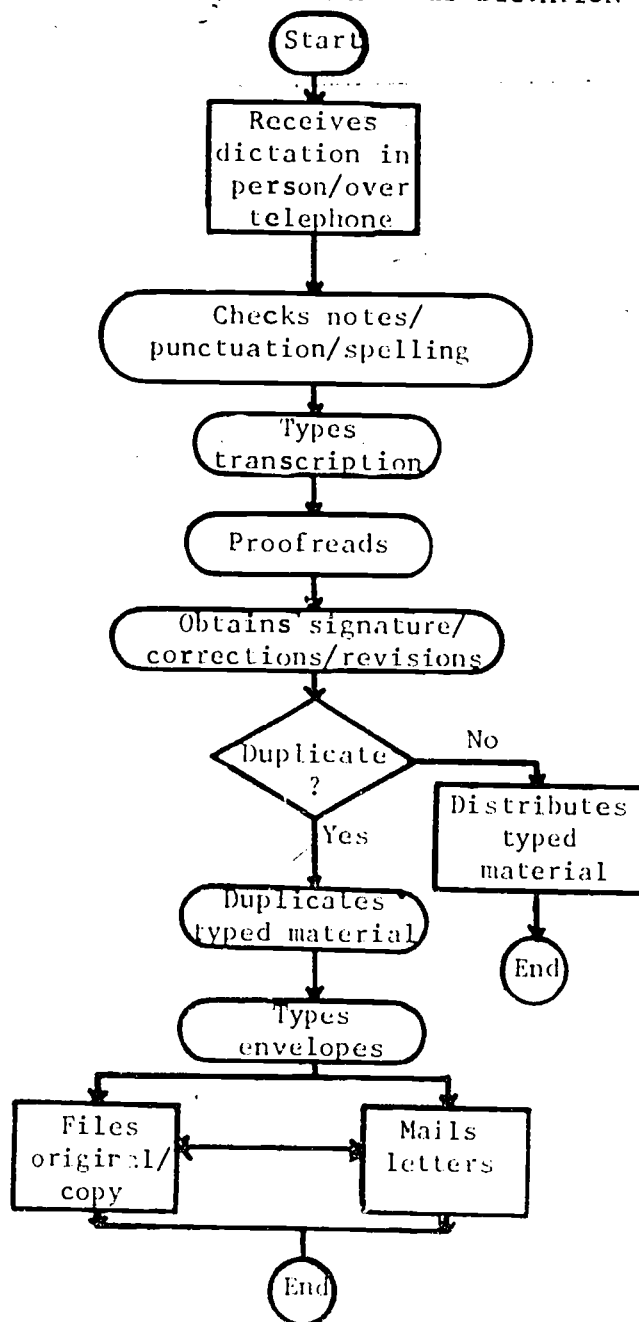 Start
Receives
dictation in
person/over
telephone
Checks notes/
punctuation/spelling
Types
transcription
Proofreads
Obtains signature/
corrections/revisions
Duplicate
?
No
Yes
Distributes
typed
material
End
Duplicates
typed material
Types
envelopes
Files
original/
copy
Mails
letters
End